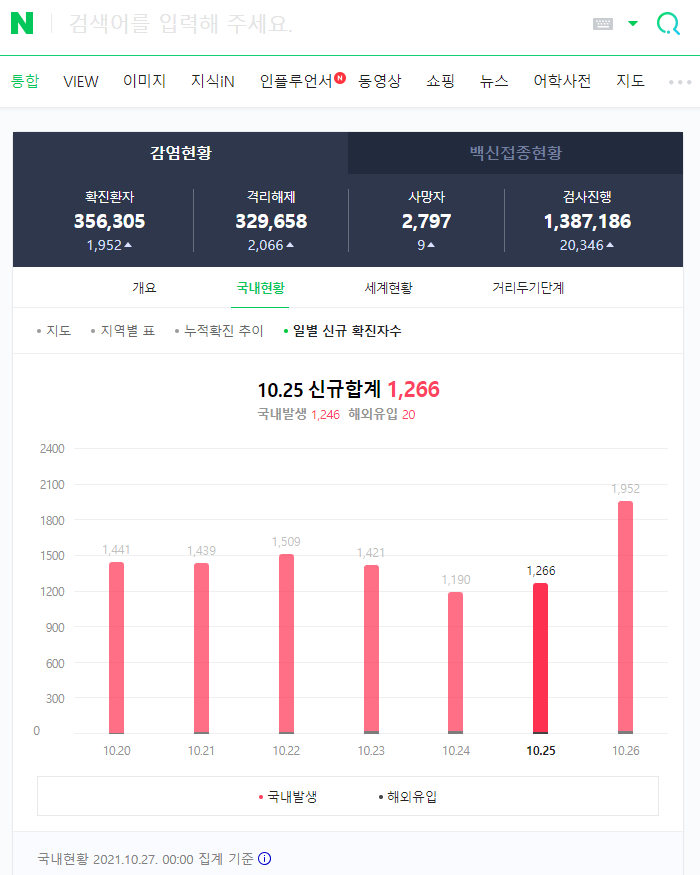 N 검색어를 입력해 주세요.
통합 VIEW 이미지 지식iN 인플루언서 N 동영상 쇼핑 뉴스 어학사전 지도
감염현황 백신접종현황
확진환자 격리해제 사망자 검사진행
356,305 329,658 2,797 1,387,186
1,952▲ 2,066▲ 9▲ 20,346▲
개요 국내현황 세계현황 거리두기단계
• 지도 • 지역별 표 • 누적확진 추이 • 일별 신규 확진자수
10.25 신규합계 1,266
국내발생 1,246 해외유입 20
2400
2100
1800
1500
1200
900
600
300
0
1,441 1,439 1,509 1,421 1,190 1,266 1,952
10.20 10.21 10.22 10.23 10.24 10.25 10.26
• 국내발생 • 해외유입
국내현황 2021.10.27. 00:00 집계 기준 i